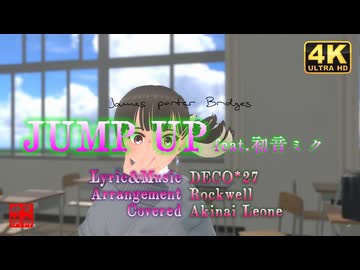 4K
ULTRA HD
James porter Bridges
JUMP UP feat.初音ミク
Lyric&Music DECO*27
Arrangement Rockwell
Covered Akinai Leone